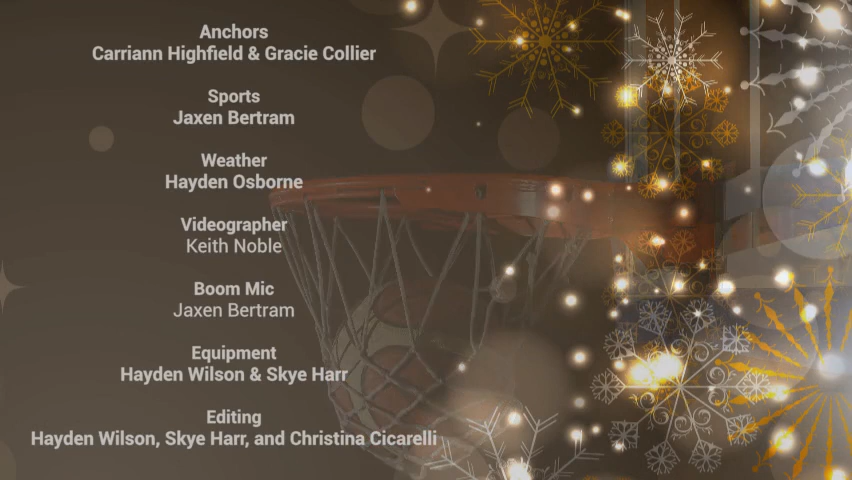 Anchors
Carriann Highfield & Gracie Collier
Sports
Jaxen Bertram
Weather
Hayden Osborne
Videographer
Keith Noble
Boom Mic
Jaxen Bertram
Equipment
Hayden Wilson & Skye Harr
Editing
Hayden Wilson, Skye Harr, and Christina Cicarelli